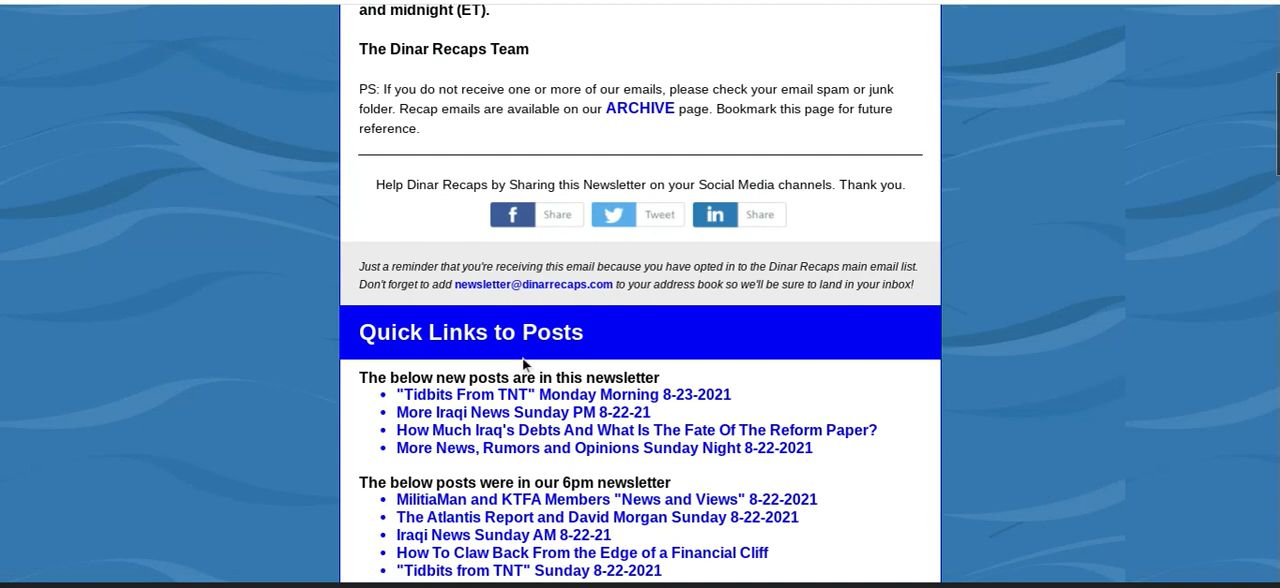 and midnight (ET).
The Dinar Recaps Team
PS: If you do not receive one or more of our emails, please check your email spam or junk
folder. Recap emails are available on our ARCHIVE page. Bookmark this page for future
reference.
Help Dinar Recaps by Sharing this Newsletter on your Social Media channels. Thank you.
f Share Tweet in Share
Just a reminder that you're receiving this email because you have opted in to the Dinar Recaps main email list.
Don't forget to add newsletter@dinarrecaps.com to your address book so we'll be sure to land in your inbox!
Quick Links to Posts
The below new posts are in this newsletter
• "Tidbits From TNT" Monday Morning 8-23-2021
• More Iraqi News Sunday PM 8-22-21
• How Much Iraq's Debts And What Is The Fate Of The Reform Paper?
• More News, Rumors and Opinions Sunday Night 8-22-2021
The below posts were in our 6pm newsletter
• MilitiaMan and KTFA Members "News and Views" 8-22-2021
• The Atlantis Report and David Morgan Sunday 8-22-2021
• Iraqi News Sunday AM 8-22-21
• How To Claw Back From the Edge of a Financial Cliff
• "Tidbits from TNT" Sunday 8-22-2021